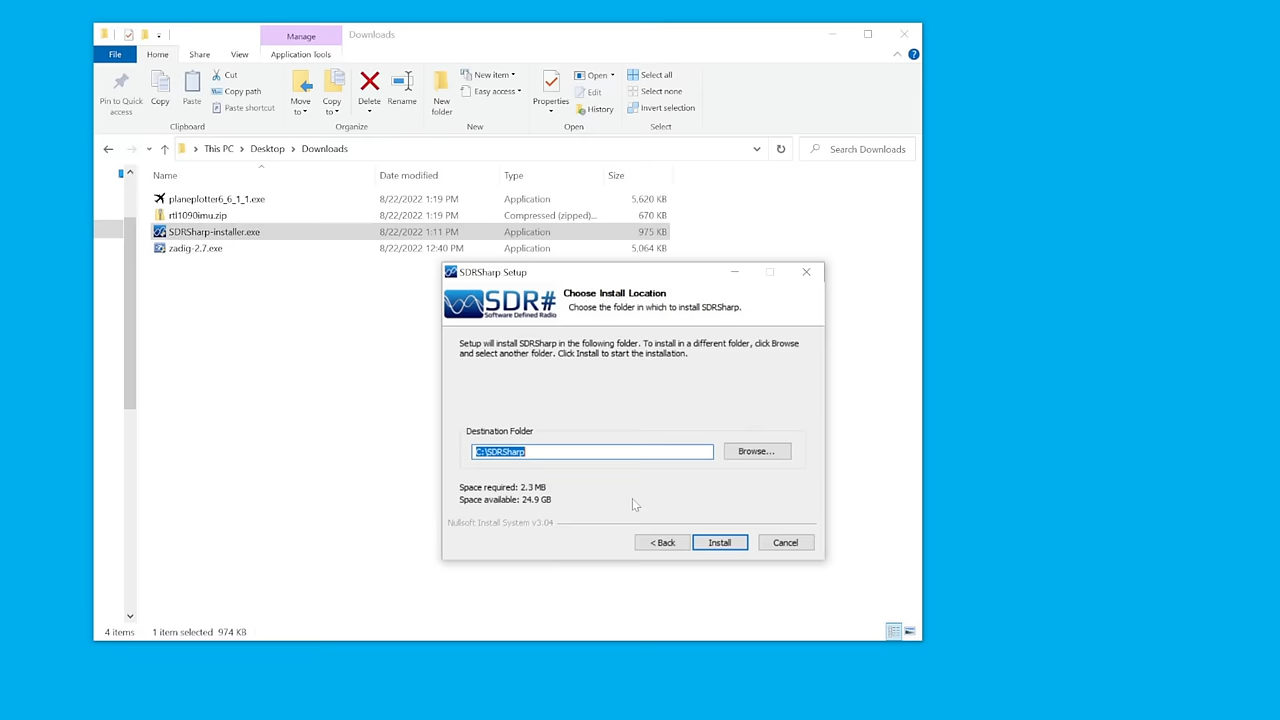 Manage
Downloads
File
Home
Share
View
Application Tools
Pin to Quick
access
Copy
Paste
Cut
Copy path
Paste shortcut
Clipboard
Move
to
Copy
to
Delete
Rename
Organize
New
folder
New item
Easy access
New
Properties
Open
Edit
History
Open
Select all
Select none
Invert selection
Select
This PC
Desktop
Downloads
Search Downloads
Name
Date modified
Type
Size
planeplotter6_6_1_1.exe
8/22/2022 1:19 PM
Application
5,620 KB
rtl1090imu.zip
8/22/2022 1:19 PM
Compressed (zipped)...
670 KB
SDRSharp-installer.exe
8/22/2022 1:11 PM
Application
975 KB
zadig-2.7.exe
8/22/2022 12:40 PM
Application
5,064 KB
SDRSharp Setup
SDR#
Software Defined Radio
Choose Install Location
Choose the folder in which to install SDRSharp.
Setup will install SDRSharp in the following folder. To install in a different folder, click Browse
and select another folder. Click Install to start the installation.
Destination Folder
C:\SDRSharp
Browse...
Space required: 2.3 MB
Space available: 24.9 GB
Nullsoft Install System v3.04
< Back
Install
Cancel
4 items
1 item selected 974 KB